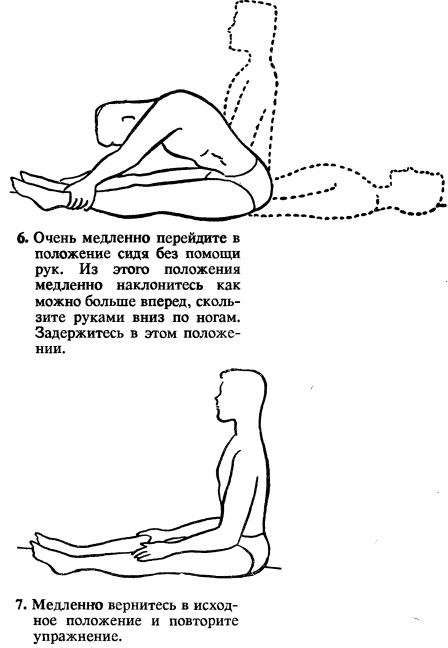 6. Очень медленно перейдите в
положение сидя без помощи
рук. Из этого положения
медленно наклонитесь как
можно больше вперед, сколь-
зите руками вниз по ногам.
Задержитесь в этом положе-
нии.
7. Медленно вернитесь в исход-
ное положение и повторите
упражнение.